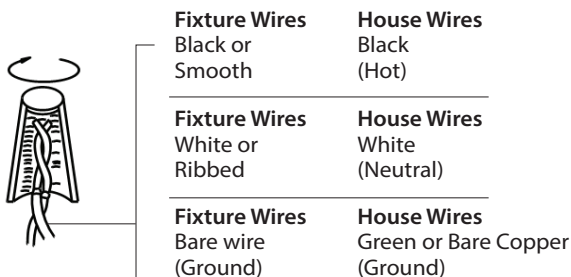 Fixture Wires House Wires
Black or Black
Smooth (Hot)
Fixture Wires House Wires
White or White
Ribbed (Neutral)
Fixture Wires House Wires
Bare wire Green or Bare Copper
(Ground) (Ground)